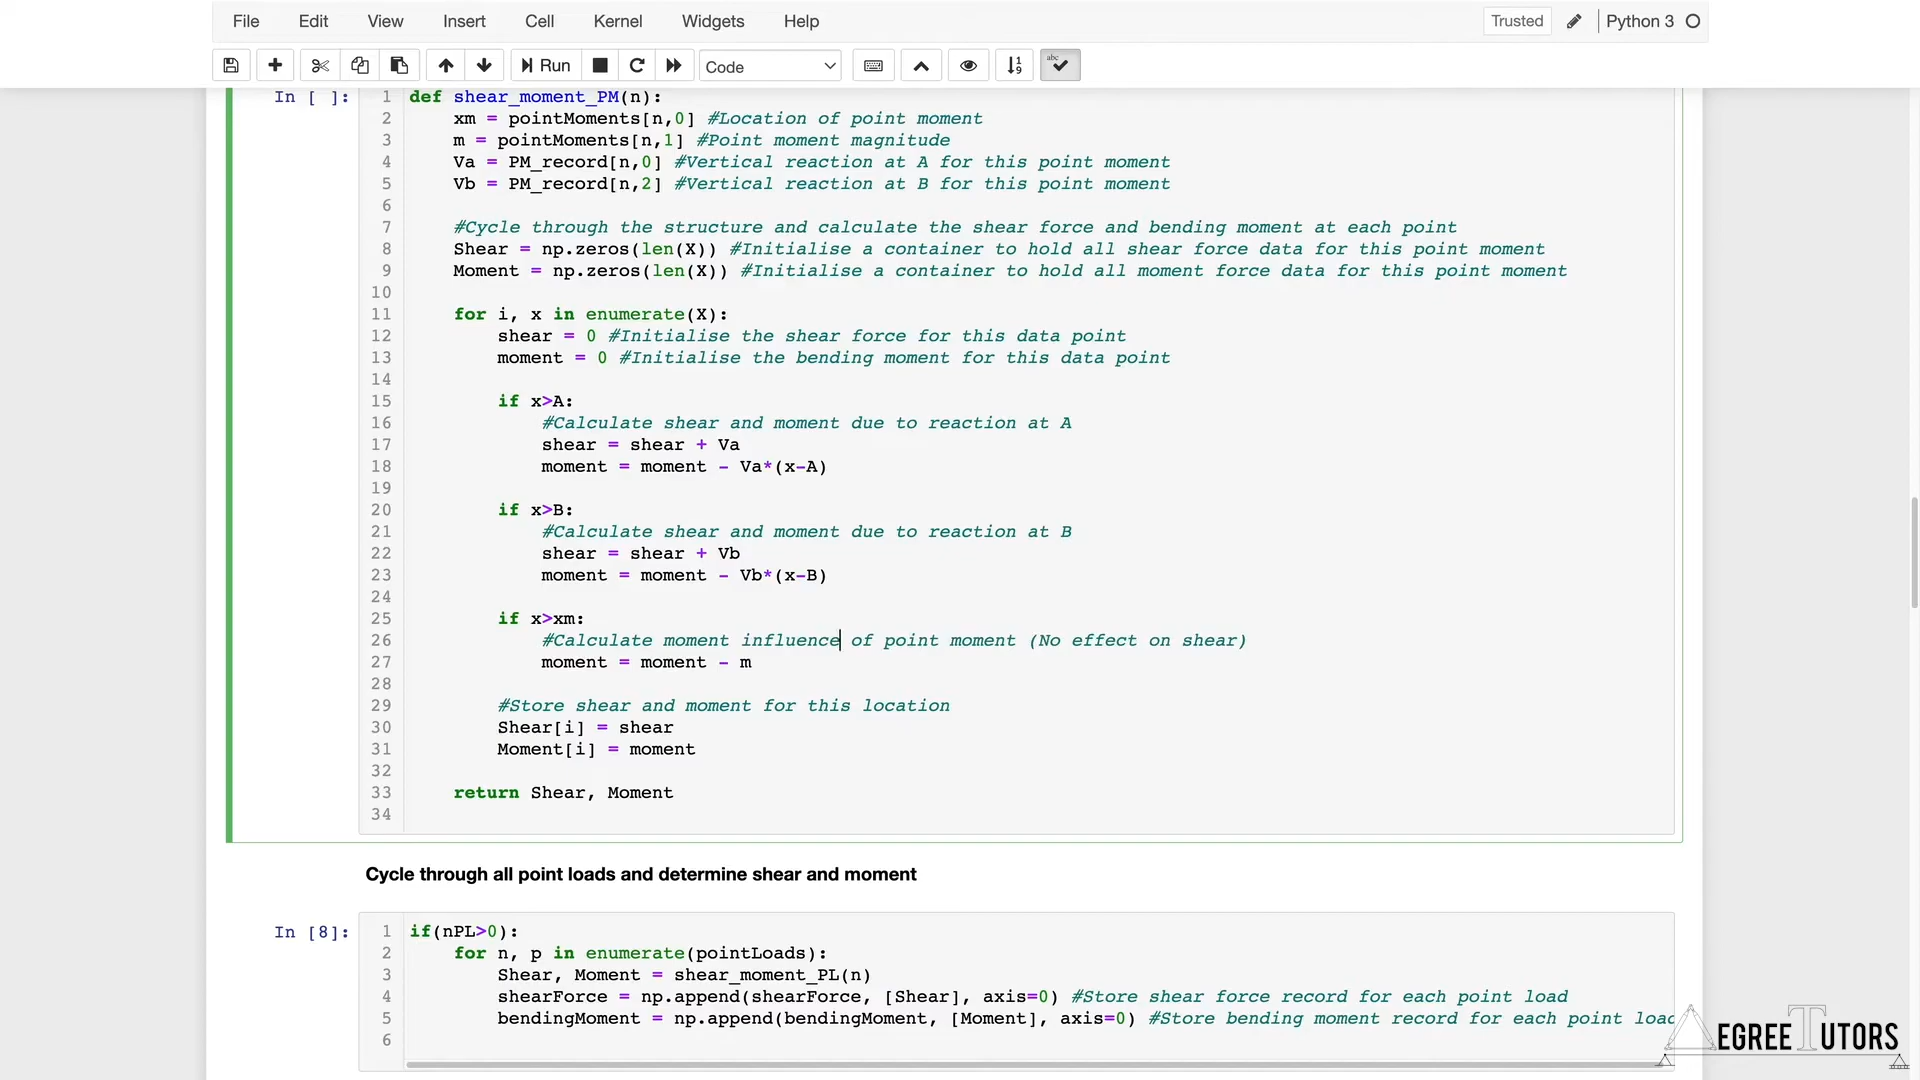 File Edit View Insert Cell Kernel Widgets Help Trusted Python 3
Run Code
In [ ]:
1 def shear_moment_PM(n):
2 xm = pointMoments[n,0] #Location of point moment
3 m = pointMoments[n,1] #Point moment magnitude
4 Va = PM_record[n,0] #Vertical reaction at A for this point moment
5 Vb = PM_record[n,2] #Vertical reaction at B for this point moment
6
7 #Cycle through the structure and calculate the shear force and bending moment at each point
8 Shear = np.zeros(len(X)) #Initialise a container to hold all shear force data for this point moment
9 Moment = np.zeros(len(X)) #Initialise a container to hold all moment force data for this point moment
10
11 for i, x in enumerate(X):
12 shear = 0 #Initialise the shear force for this data point
13 moment = 0 #Initialise the bending moment for this data point
14
15 if x>A:
16 #Calculate shear and moment due to reaction at A
17 shear = shear + Va
18 moment = moment - Va*(x-A)
19
20 if x>B:
21 #Calculate shear and moment due to reaction at B
22 shear = shear + Vb
23 moment = moment - Vb*(x-B)
24
25 if x>xm:
26 #Calculate moment influence of point moment (No effect on shear)
27 moment = moment - m
28
29 #Store shear and moment for this location
30 Shear[i] = shear
31 Moment[i] = moment
32
33 return Shear, Moment
34
Cycle through all point loads and determine shear and moment
In [8]:
1 if(nPL>0):
2 for n, p in enumerate(pointLoads):
3 Shear, Moment = shear_moment_PL(n)
4 shearForce = np.append(shearForce, [Shear], axis=0) #Store shear force record for each point load
5 bendingMoment = np.append(bendingMoment, [Moment], axis=0) #Store bending moment record for each point loa
6
DEGREE TUTORS